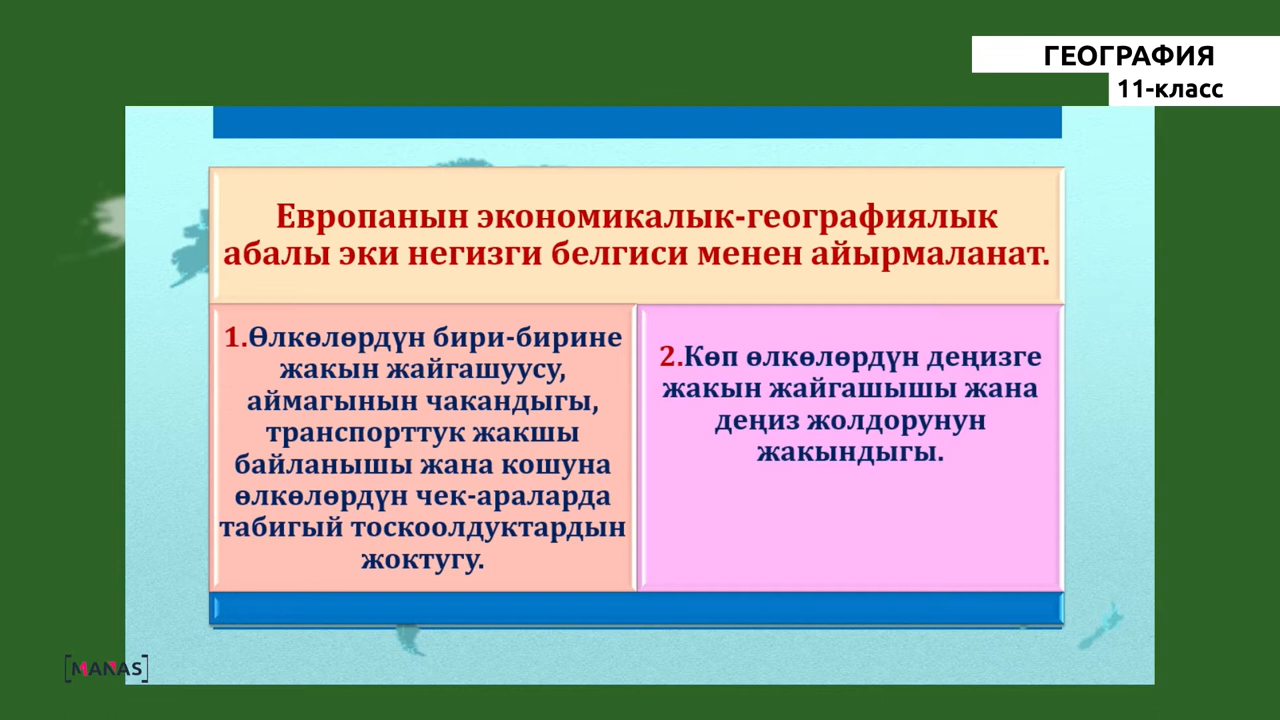 ГЕОГРАФИЯ
11-класс
Европанын экономикалык-географиялык
абалы эки негизги белгиси менен айырмаланат.
1.Өлкөлөрдүн бири-бирине
жакын жайгашуусу,
аймагынын чакандыгы,
транспорттук жакшы
байланышы жана кошуна
өлкөлөрдүн чек-араларда
табигый тоскоолдуктардын
жоктугу.
2.Көп өлкөлөрдүн деңизге
жакын жайгашышы жана
деңиз жолдорунун
жакындыгы.
[MANAS]